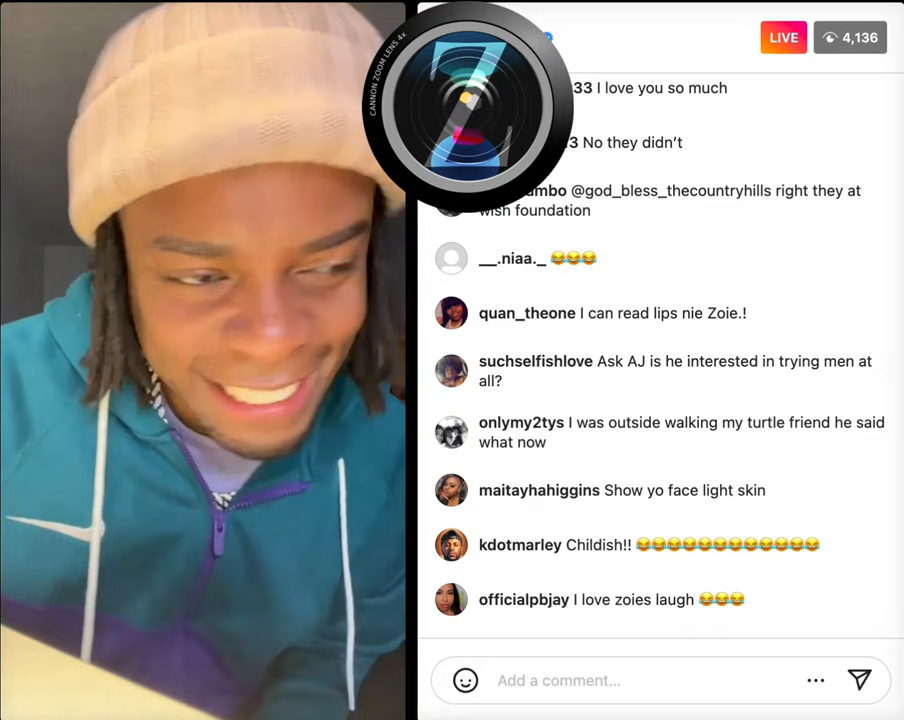 CANNON ZOOM LENS 4x
Z
LIVE
4,136
33 I love you so much
3 No they didn't
mbo @god_bless_thecountryhills right they at
wish foundation
__.niaa._ 😂😂😂
quan_theone I can read lips nie Zoie.!
suchselfishlove Ask AJ is he interested in trying men at
all?
onlymy2tys I was outside walking my turtle friend he said
what now
maitayhahiggins Show yo face light skin
kdotmarley Childish!! 😂😂😂😂😂😂😂😂😂😂😂😂
officialpbjay I love zoies laugh 😂😂😂
Add a comment...